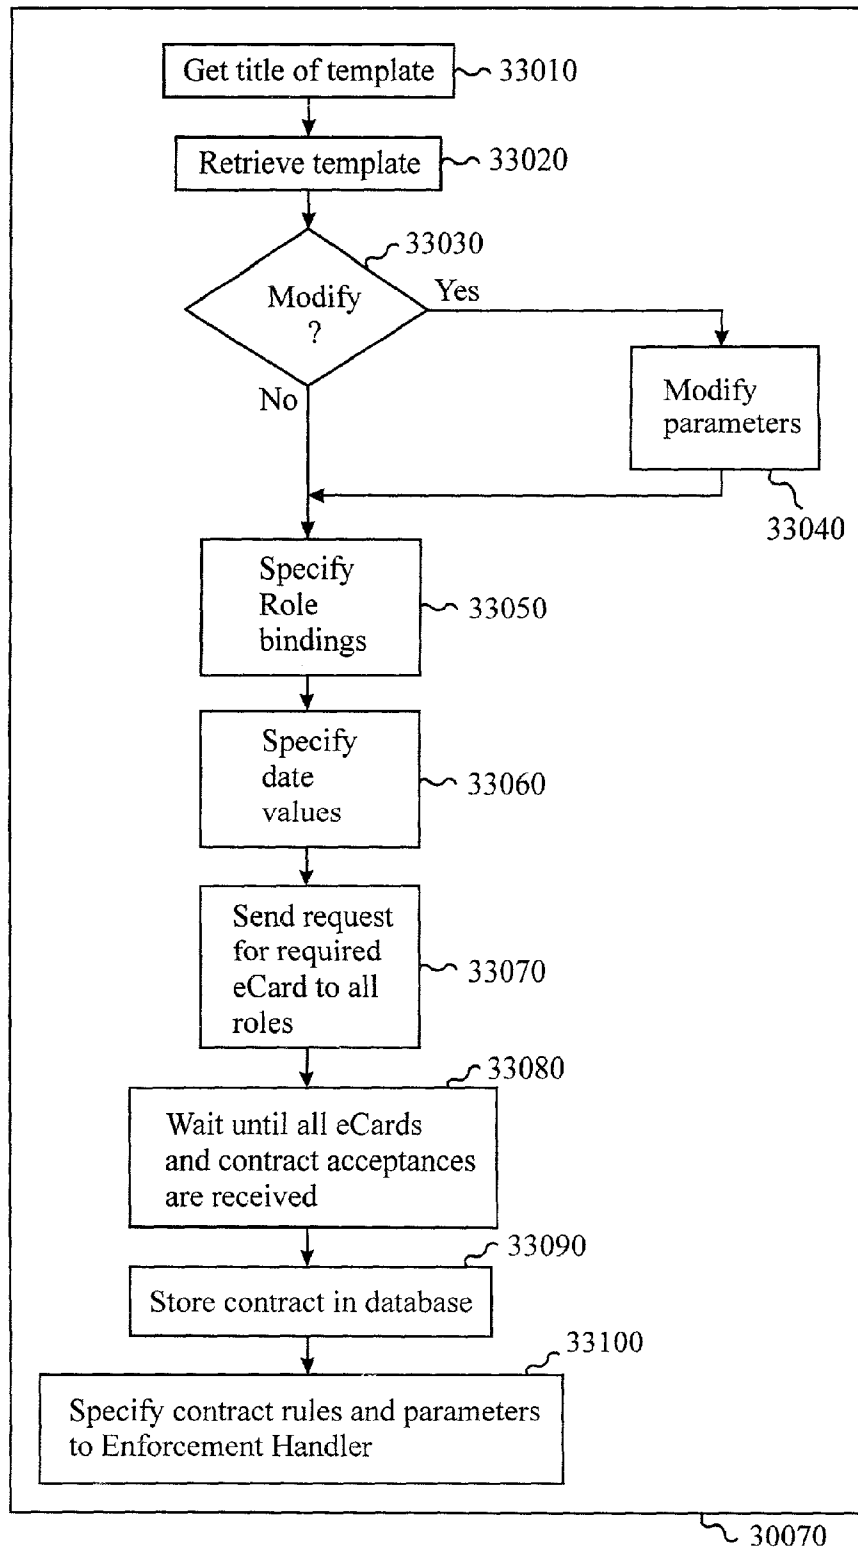 Get title of template
33010
Retrieve template
33020
33030
Modify
?
Yes
No
Modify
parameters
33040
Specify
Role
bindings
33050
Specify
date
values
33060
Send request
for required
eCard to all
roles
33070
33080
Wait until all eCards
and contract acceptances
are received
33090
Store contract in database
33100
Specify contract rules and parameters
to Enforcement Handler
30070